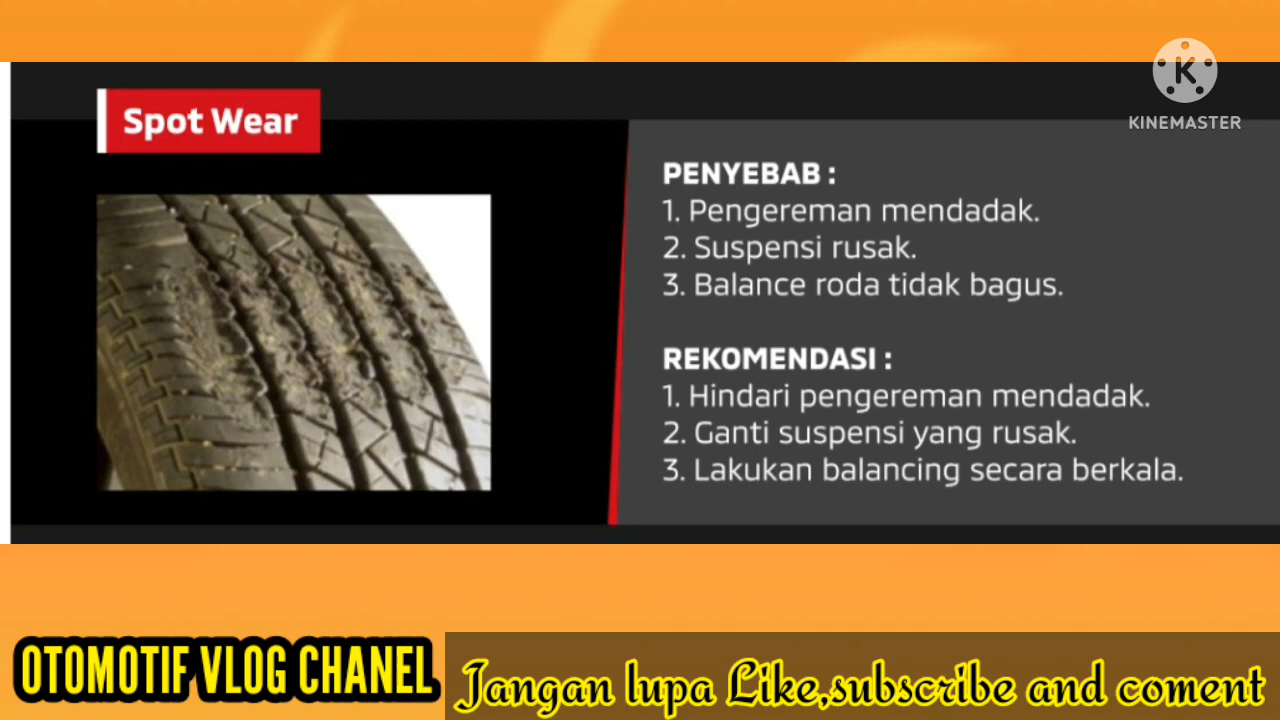 Spot Wear
KINEMASTER
PENYEBAB :
1. Pengereman mendadak.
2. Suspensi rusak.
3. Balance roda tidak bagus.
REKOMENDASI :
1. Hindari pengereman mendadak.
2. Ganti suspensi yang rusak.
3. Lakukan balancing secara berkala.
OTOMOTIF VLOG CHANEL
Jangan lupa Like,subscribe and coment